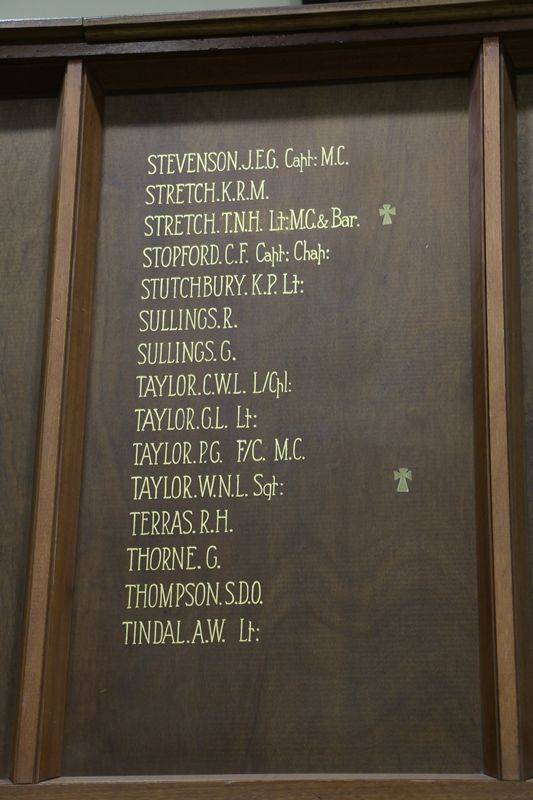 STEVENSON.J.E.G. Capt: M.C.
STRETCH.K.R.M.
STRETCH.T.N.H. Lt:M.C.& Bar.
STOPFORD.C.F. Capt: Chap:
STUTCHBURY.K.P. Lt:
SULLINGS.R.
SULLINGS.G.
TAYLOR.C.W.L. L/Cpl:
TAYLOR.G.L. Lt:
TAYLOR.P.G. F/C. M.C.
TAYLOR.W.N.L. Sgt:
TERRAS.R.H.
THORNE.G.
THOMPSON.S.D.O.
TINDAL.A.W. Lt: